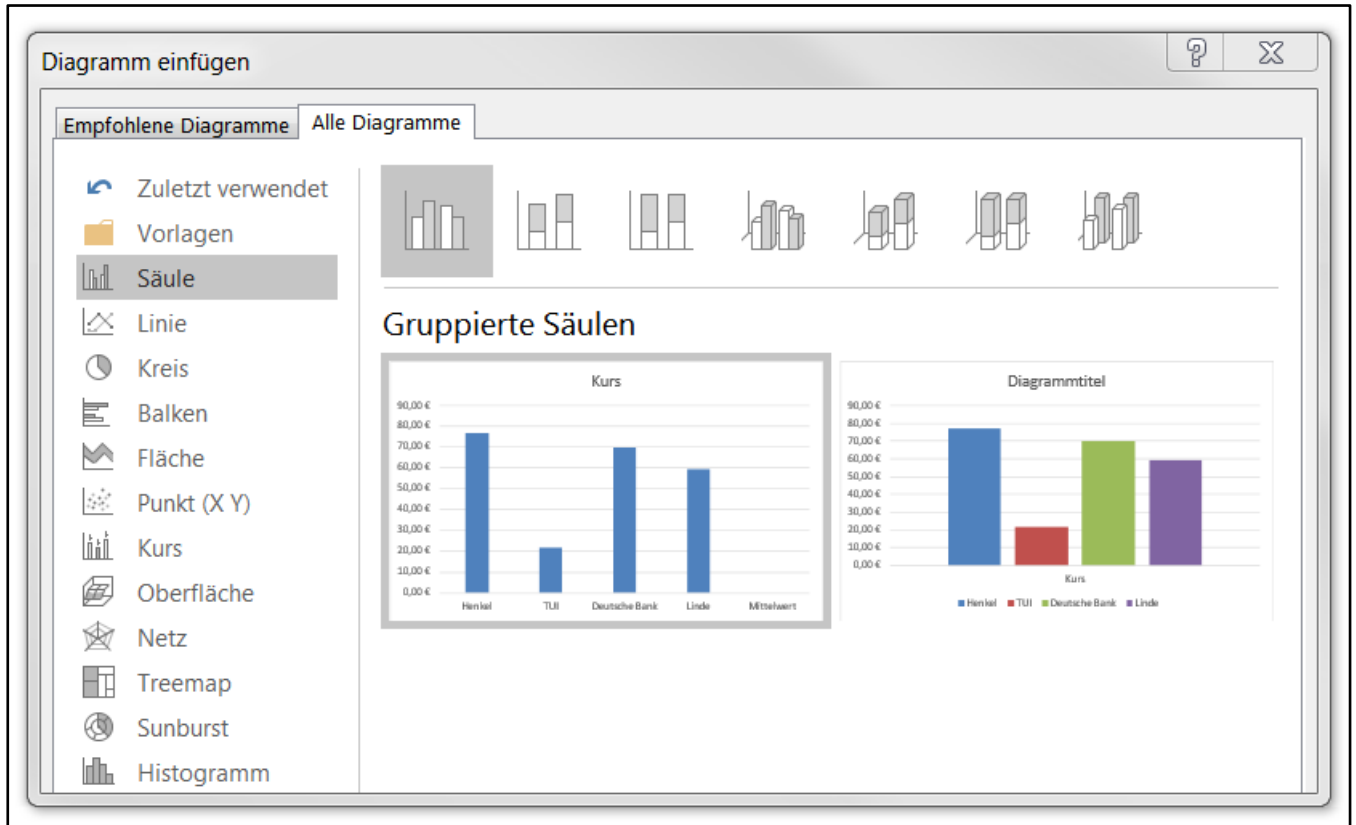 Diagramm einfügen
Empfohlene Diagramme
Alle Diagramme
Zuletzt verwendet
Vorlagen
Säule
Linie
Kreis
Balken
Fläche
Punkt (X Y)
Kurs
Oberfläche
Netz
Treemap
Sunburst
Histogramm
Gruppierte Säulen
Kurs
90,00 €
80,00 €
70,00 €
60,00 €
50,00 €
40,00 €
30,00 €
20,00 €
10,00 €
0,00 €
Henkel TUI Deutsche Bank Linde Mittelwert
Diagrammtitel
90,00 €
80,00 €
70,00 €
60,00 €
50,00 €
40,00 €
30,00 €
20,00 €
10,00 €
0,00 €
Kurs
Henkel TUI Deutsche Bank Linde